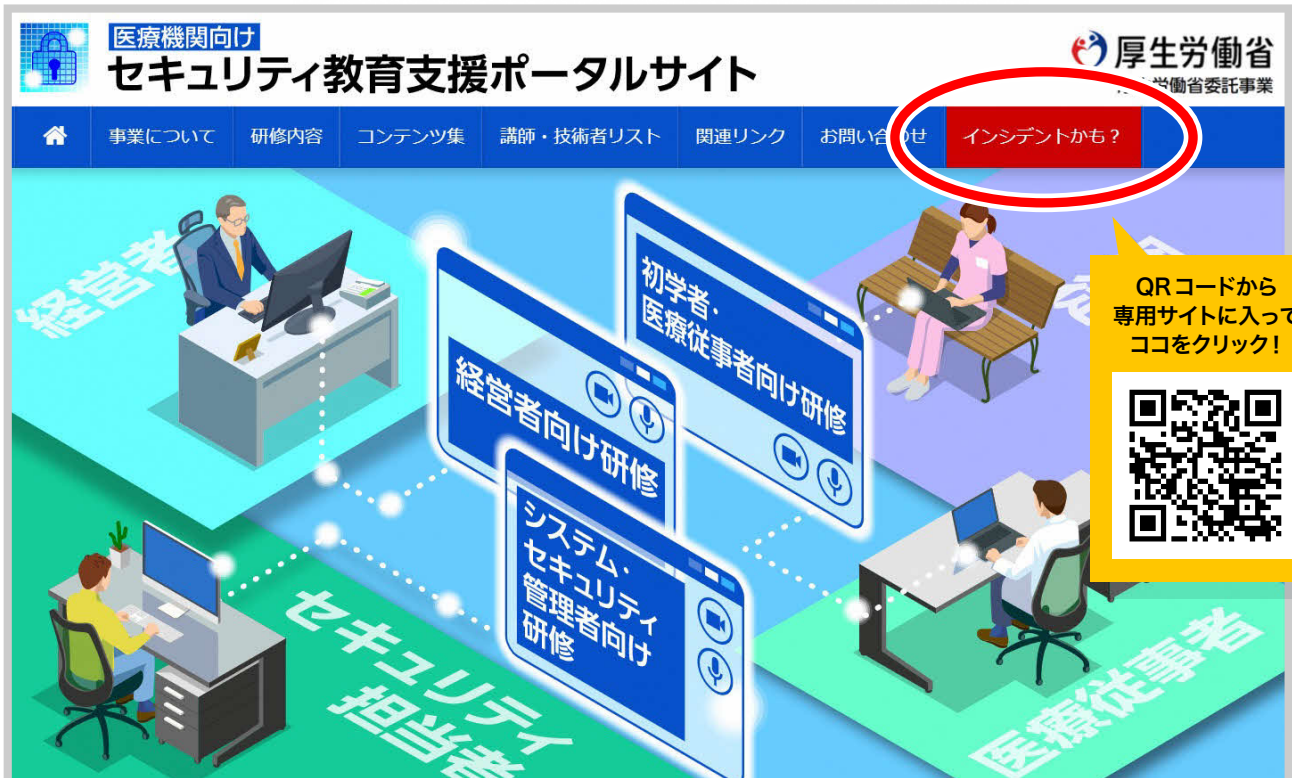 医療機関向け
セキュリティ教育支援ポータルサイト
厚生労働省
労働省委託事業
事業について
研修内容
コンテンツ集
講師・技術者リスト
関連リンク
お問い合わせ
インシデントかも？
経営者
初学者・
医療従事者向け研修
経営者向け研修
システム・
セキュリティ
管理者向け
研修
QRコードから
専用サイトに入って
ココをクリック！
セキュリティ
担当者
医療従事者